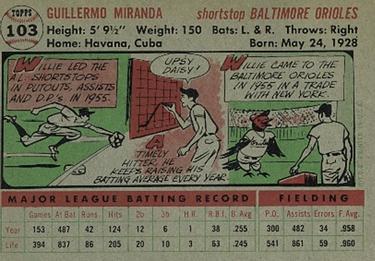 TOPPS
103
GUILLERMO MIRANDA shortstop BALTIMORE ORIOLES
Height: 5' 9½" Weight: 150 Bats: L. & R. Throws: Right
Home: Havana, Cuba Born: May 24, 1928
WILLIE LED THE
A.L. SHORTSTOPS
IN PUTOUTS, ASSISTS
AND D.P.'S IN 1955.
UPSY
DAISY!
A
TIMELY
HITTER, HE
KEEPS RAISING HIS
BATTING AVERAGE EVERY YEAR.
WILLIE CAME TO
THE BALTIMORE
ORIOLES IN
1955 IN A TRADE
WITH NEW YORK.
MAJOR LEAGUE BATTING RECORD FIELDING
Games At Bat Runs Hits 2b 3b H.R. R.B.I. B. Avg P.O. Assists Errors F. Avg.
Year 153 487 42 124 12 6 1 38 .255 300 482 34 .958
Life 394 837 86 205 20 10 3 63 .245 541 865 59 .960